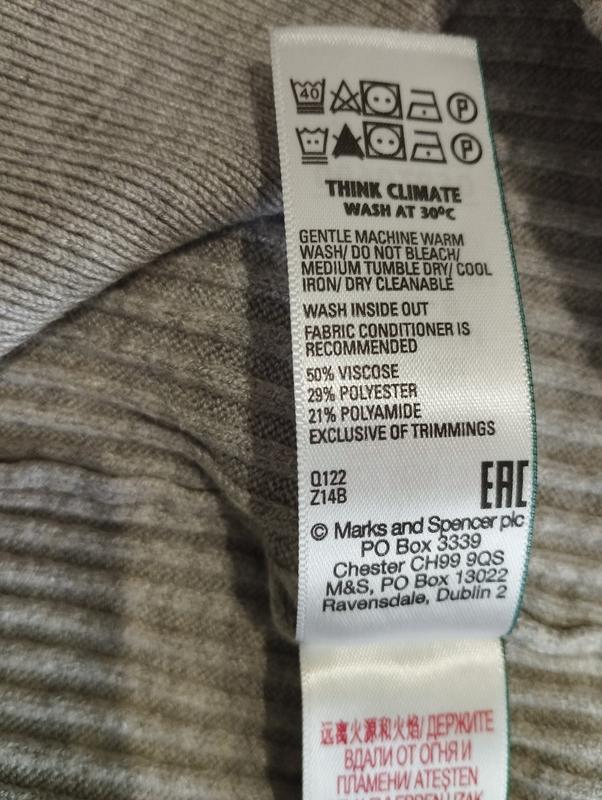 40
P
P
THINK CLIMATE
WASH AT 30ºC
GENTLE MACHINE WARM
WASH/ DO NOT BLEACH/
MEDIUM TUMBLE DRY/ COOL
IRON/ DRY CLEANABLE
WASH INSIDE OUT
FABRIC CONDITIONER IS
RECOMMENDED
50% VISCOSE
29% POLYESTER
21% POLYAMIDE
EXCLUSIVE OF TRIMMINGS
Q122
Z14B
EAC
© Marks and Spencer plc
PO Box 3339
Chester CH99 9QS
M&S, PO Box 13022
Ravensdale, Dublin 2
远离火源和火焰/ ДЕРЖИТЕ
ВДАЛИ ОТ ОГНЯ И
ПЛАМЕНИ/ ATEŞTEN